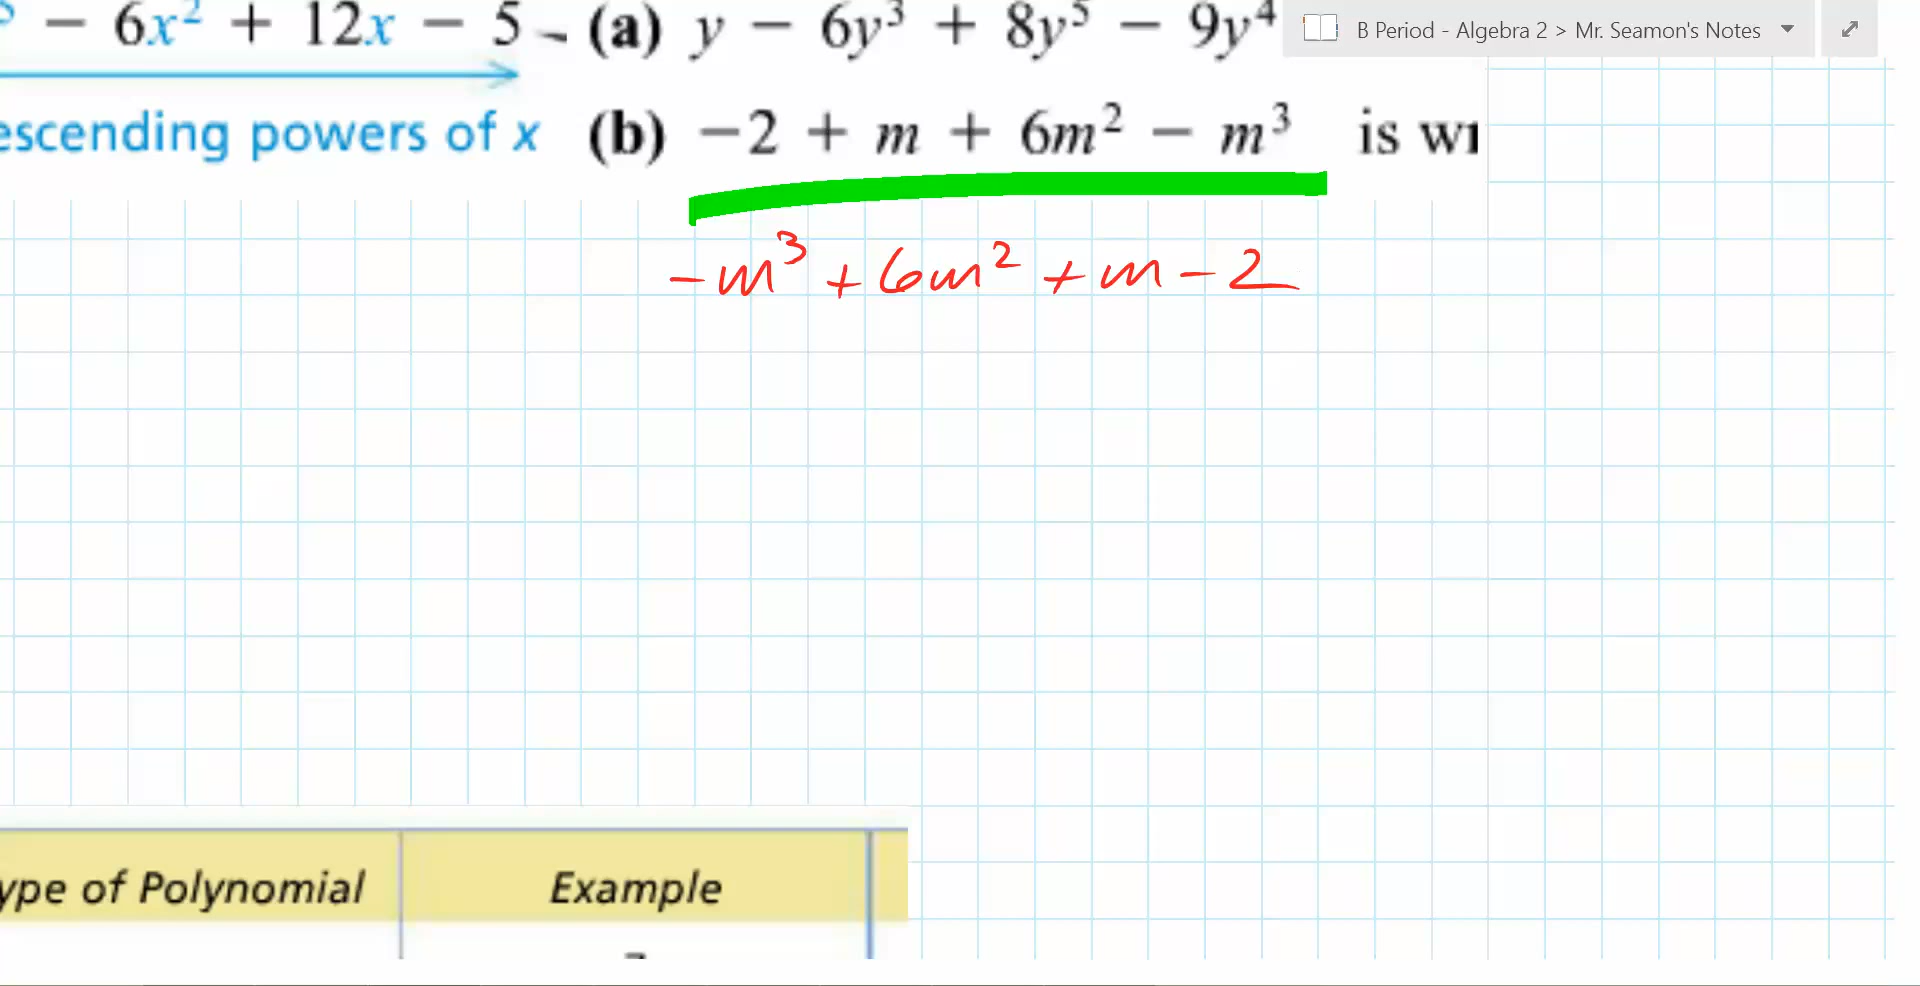 − 6x² + 12x − 5 – (a) y − 6y³ + 8y⁵ − 9y⁴
B Period - Algebra 2 > Mr. Seamon's Notes
escending powers of x (b) −2 + m + 6m² − m³ is wr
-m³ + 6m² + m - 2
ype of Polynomial Example